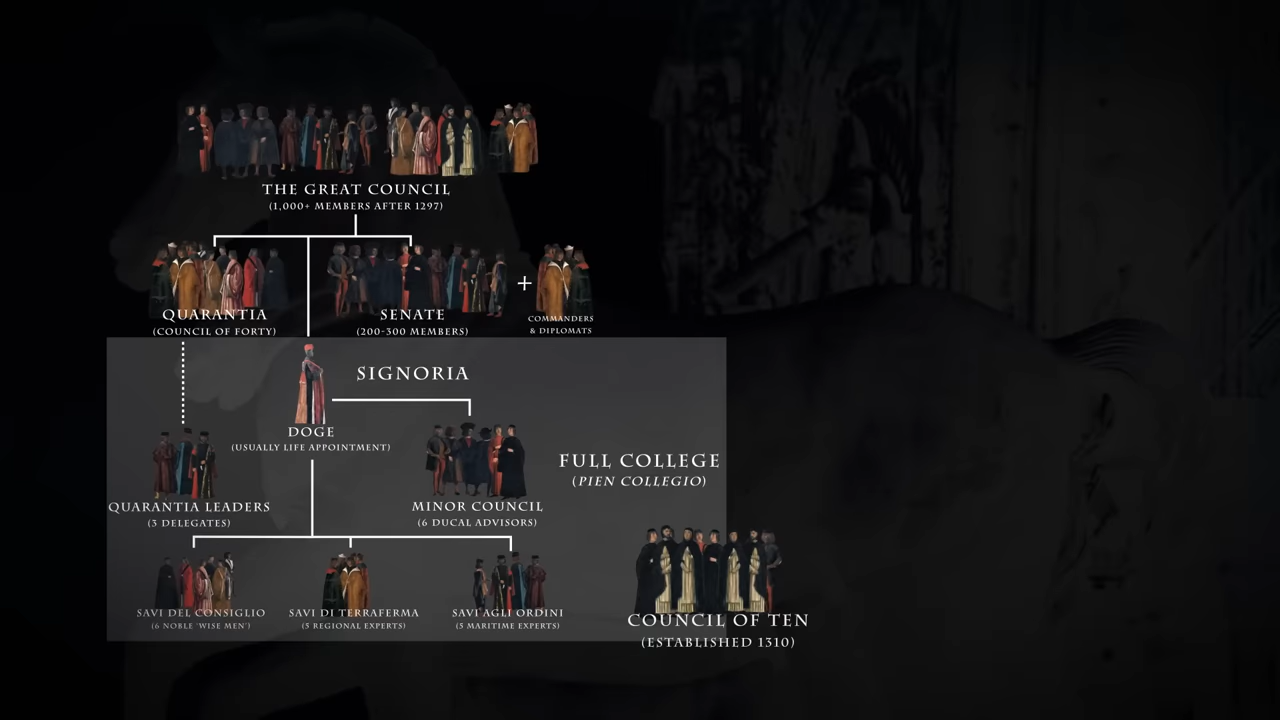 THE GREAT COUNCIL
(1,000+ MEMBERS AFTER 1297)
+
QUARANTIA
(COUNCIL OF FORTY)
SENATE
(200-300 MEMBERS)
COMMANDERS
& DIPLOMATS
SIGNORIA
DOGE
(USUALLY LIFE APPOINTMENT)
FULL COLLEGE
(PIEN COLLEGIO)
QUARANTIA LEADERS
(3 DELEGATES)
MINOR COUNCIL
(6 DUCAL ADVISORS)
SAVI DEL CONSIGLIO
(6 NOBLE 'WISE MEN')
SAVI DI TERRAFERMA
(5 REGIONAL EXPERTS)
SAVI AGLI ORDINI
(5 MARITIME EXPERTS)
COUNCIL OF TEN
(ESTABLISHED 1310)